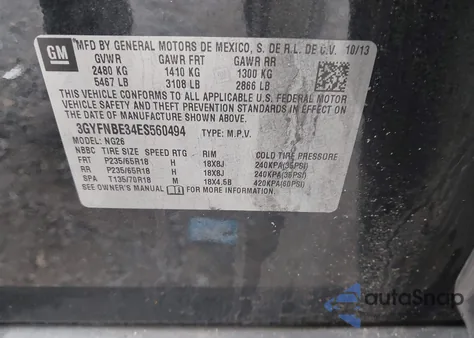 GM
MFD BY GENERAL MOTORS DE MEXICO, S. DE R.L. DE C.V. 10/13
GVWR GAWR FRT GAWR RR
2480 KG 1410 KG 1300 KG
5467 LB 3108 LB 2866 LB
THIS VEHICLE CONFORMS TO ALL APPLICABLE U.S. FEDERAL MOTOR
VEHICLE SAFETY AND THEFT PREVENTION STANDARDS IN EFFECT ON
THE DATE OF MANUFACTURE SHOWN ABOVE.
3GYFNBE34ES560494 TYPE: M.P.V.
MODEL: NG26
NBBC TIRE SIZE SPEED RTG RIM COLD TIRE PRESSURE
FRT P235/65R18 H 18X8J 240KPA(35PSI)
RR P235/65R18 H 18X8J 240KPA(35PSI)
SPA T135/70R18 M 18X4.5B 420KPA(60PSI)
SEE OWNER'S MANUAL FOR MORE INFORMATION
autoSnap